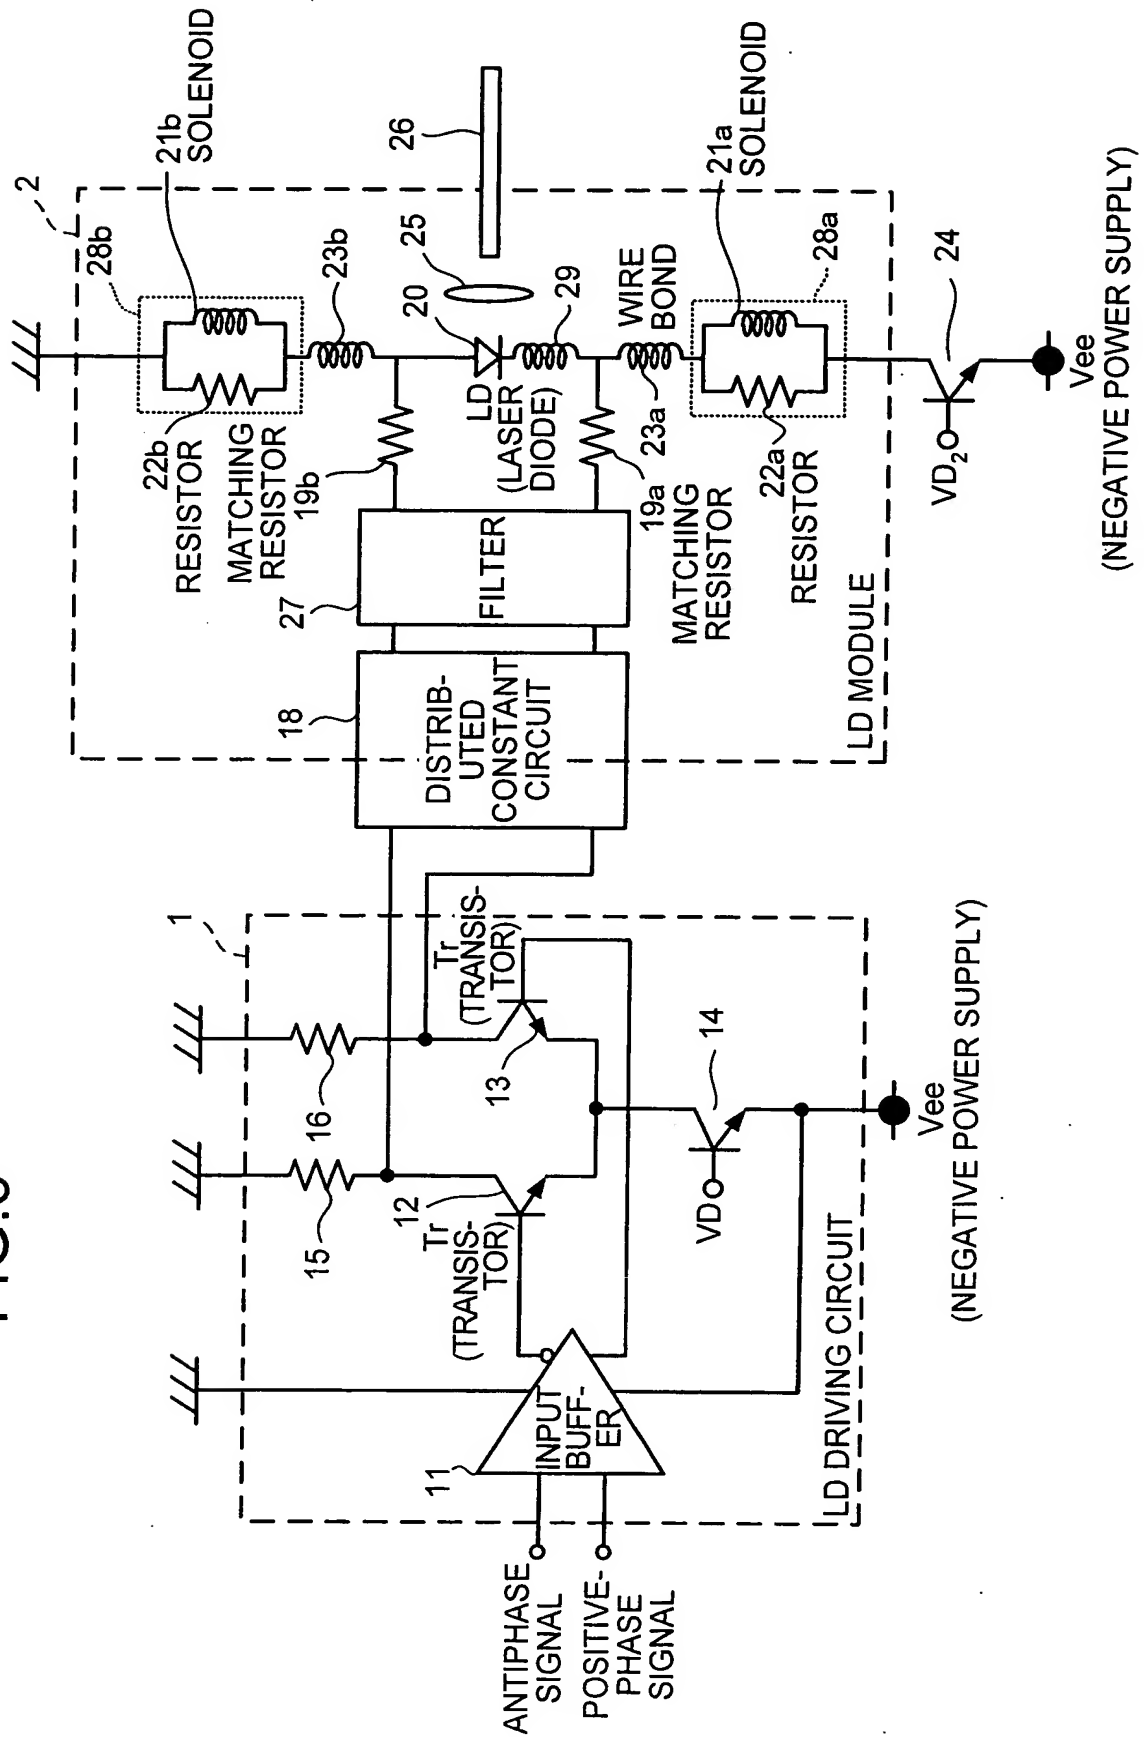 1
2
ANTIPHASE
SIGNAL
POSITIVE-
PHASE
SIGNAL
11
INPUT
BUFF-
ER
15
16
12
Tr
(TRANSIS-
TOR)
13
Tr
(TRANSIS-
TOR)
14
VD
LD DRIVING CIRCUIT
Vee
(NEGATIVE POWER SUPPLY)
18
DISTRIB-
UTED
CONSTANT
CIRCUIT
27
FILTER
28b
21b
SOLENOID
22b
RESISTOR
23b
MATCHING
RESISTOR
19b
20
LD
(LASER
DIODE)
25
26
29
WIRE
BOND
23a
19a
MATCHING
RESISTOR
21a
SOLENOID
28a
22a
RESISTOR
LD MODULE
24
VD2
Vee
(NEGATIVE POWER SUPPLY)